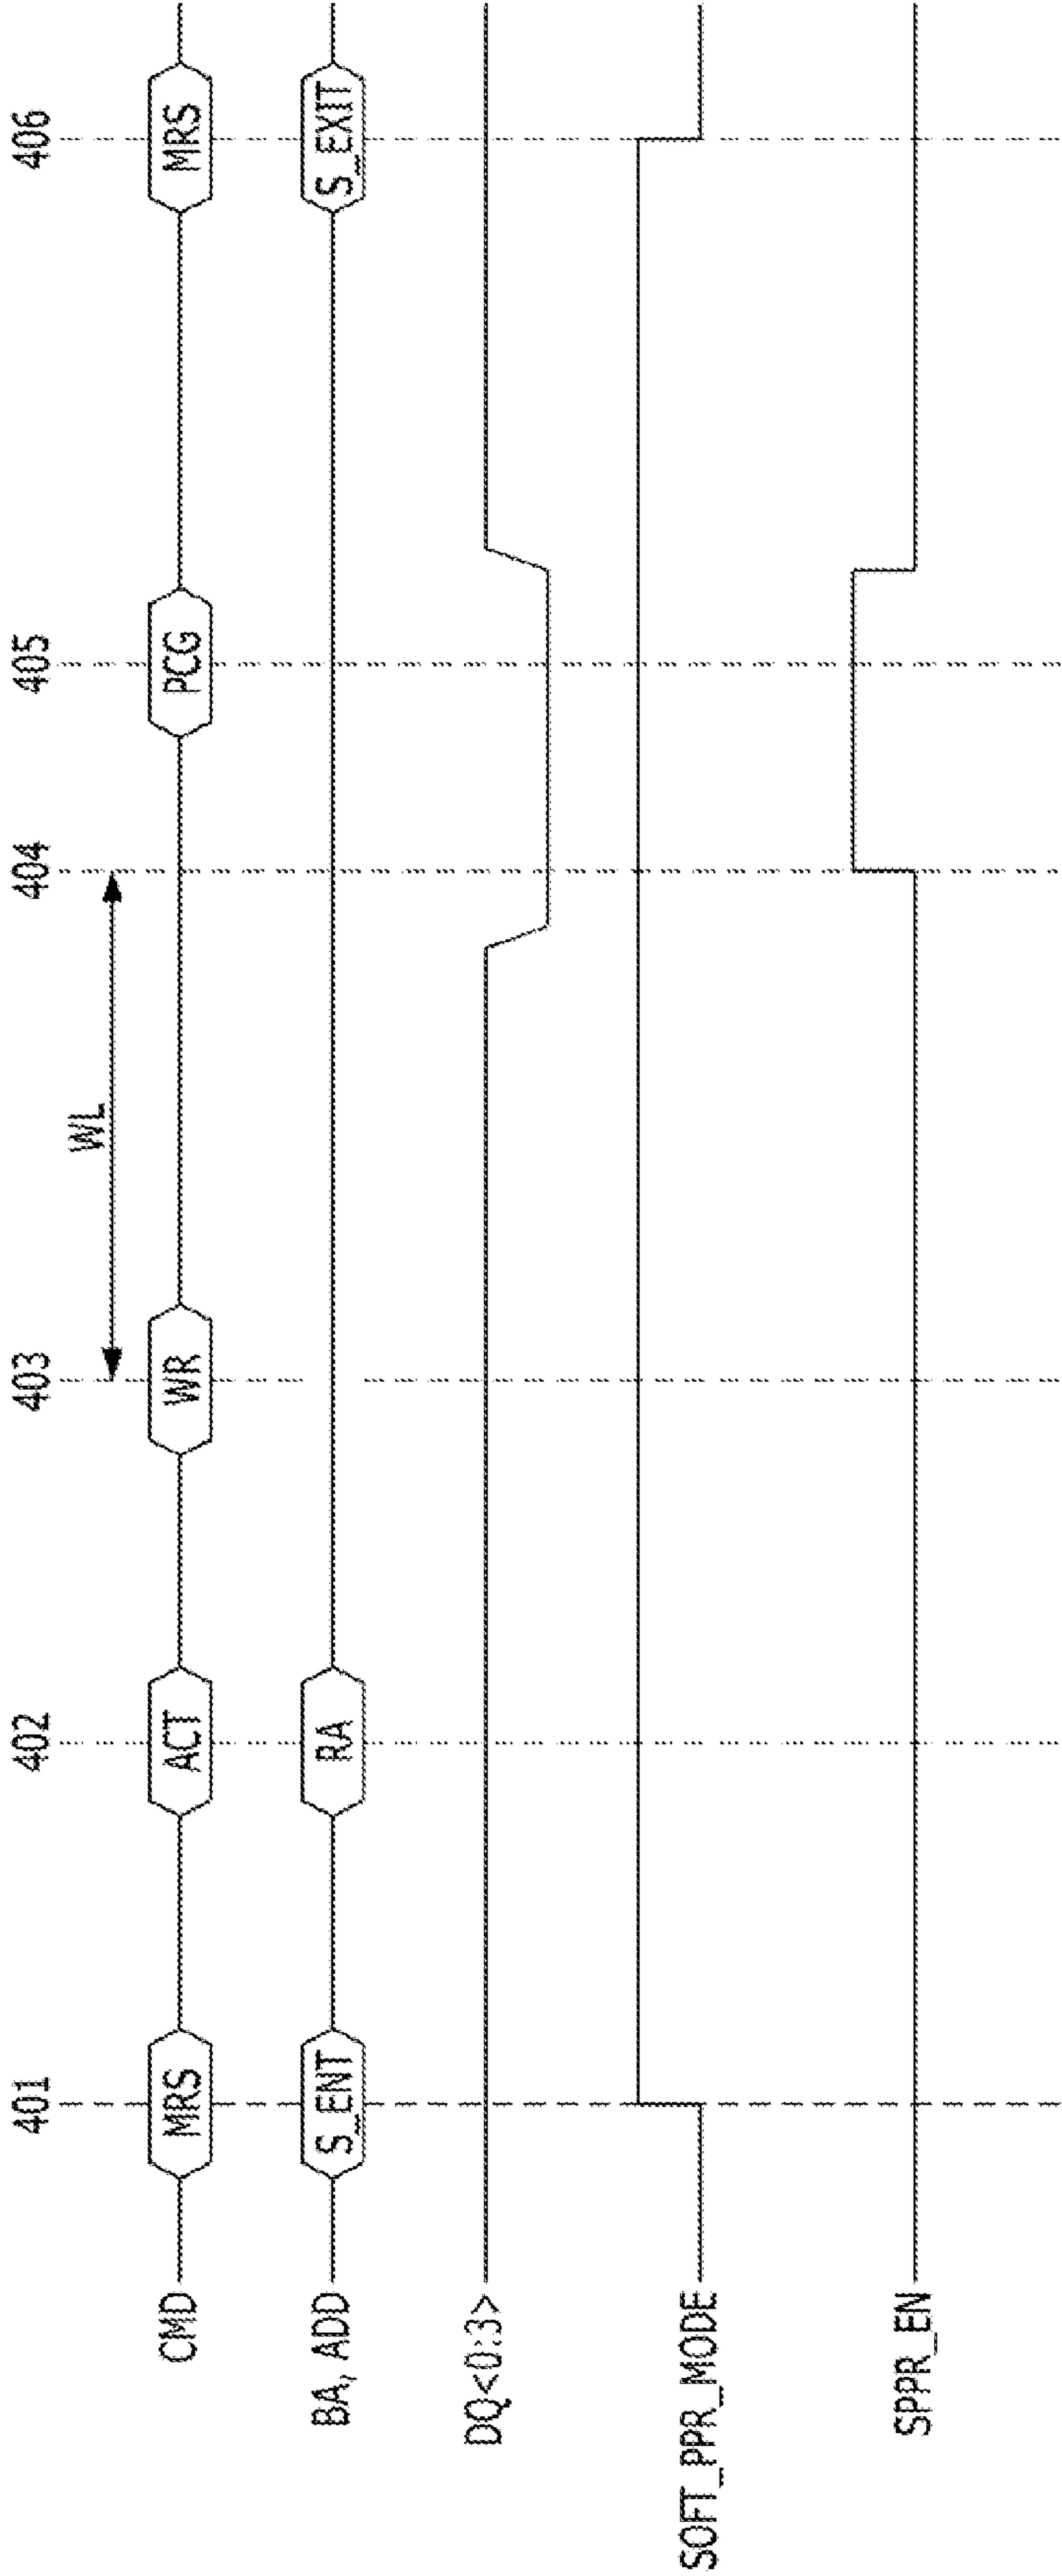 401 402 403 404 405 406
WL
CMD MRS ACT WR PCG MRS
BA, ADD S_ENT RA S_EXIT
DQ<0:3>
SOFT_PPR_MODE
SPPR_EN